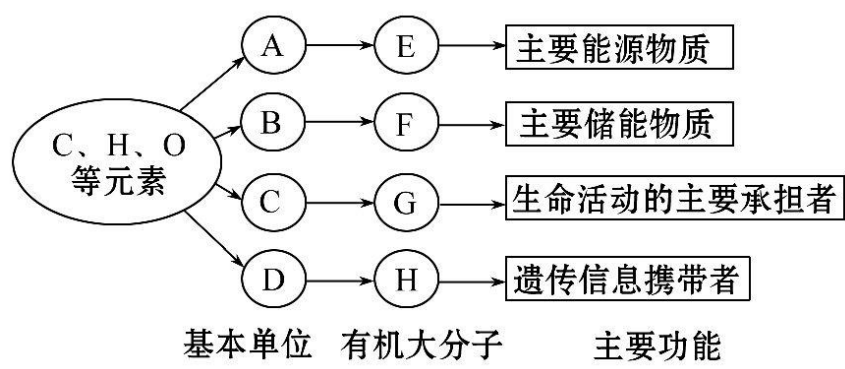 A
E
主要能源物质
B
F
主要储能物质
C、H、O
等元素
C
G
生命活动的主要承担者
D
H
遗传信息携带者
基本单位
有机大分子
主要功能